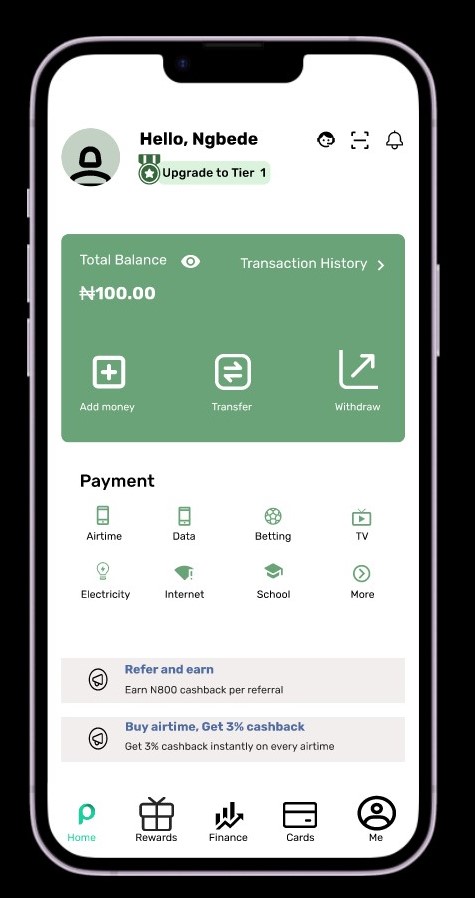 Hello, Ngbede
Upgrade to Tier 1
Total Balance
Transaction History
₦100.00
Add money
Transfer
Withdraw
Payment
Airtime
Data
Betting
TV
Electricity
Internet
School
More
Refer and earn
Earn N800 cashback per referral
Buy airtime, Get 3% cashback
Get 3% cashback instantly on every airtime
Home
Rewards
Finance
Cards
Me